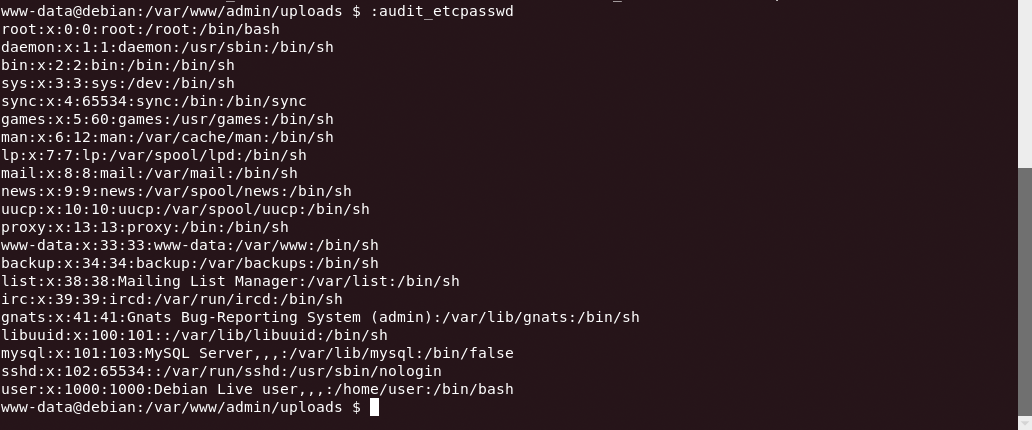 www-data@debian:/var/www/admin/uploads $ :audit_etcpasswd
root:x:0:0:root:/root:/bin/bash
daemon:x:1:1:daemon:/usr/sbin:/bin/sh
bin:x:2:2:bin:/bin:/bin/sh
sys:x:3:3:sys:/dev:/bin/sh
sync:x:4:65534:sync:/bin:/bin/sync
games:x:5:60:games:/usr/games:/bin/sh
man:x:6:12:man:/var/cache/man:/bin/sh
lp:x:7:7:lp:/var/spool/lpd:/bin/sh
mail:x:8:8:mail:/var/mail:/bin/sh
news:x:9:9:news:/var/spool/news:/bin/sh
uucp:x:10:10:uucp:/var/spool/uucp:/bin/sh
proxy:x:13:13:proxy:/bin:/bin/sh
www-data:x:33:33:www-data:/var/www:/bin/sh
backup:x:34:34:backup:/var/backups:/bin/sh
list:x:38:38:Mailing List Manager:/var/list:/bin/sh
irc:x:39:39:ircd:/var/run/ircd:/bin/sh
gnats:x:41:41:Gnats Bug-Reporting System (admin):/var/lib/gnats:/bin/sh
libuuid:x:100:101::/var/lib/libuuid:/bin/sh
mysql:x:101:103:MySQL Server,,,:/var/lib/mysql:/bin/false
sshd:x:102:65534::/var/run/sshd:/usr/sbin/nologin
user:x:1000:1000:Debian Live user,,,:/home/user:/bin/bash
www-data@debian:/var/www/admin/uploads $